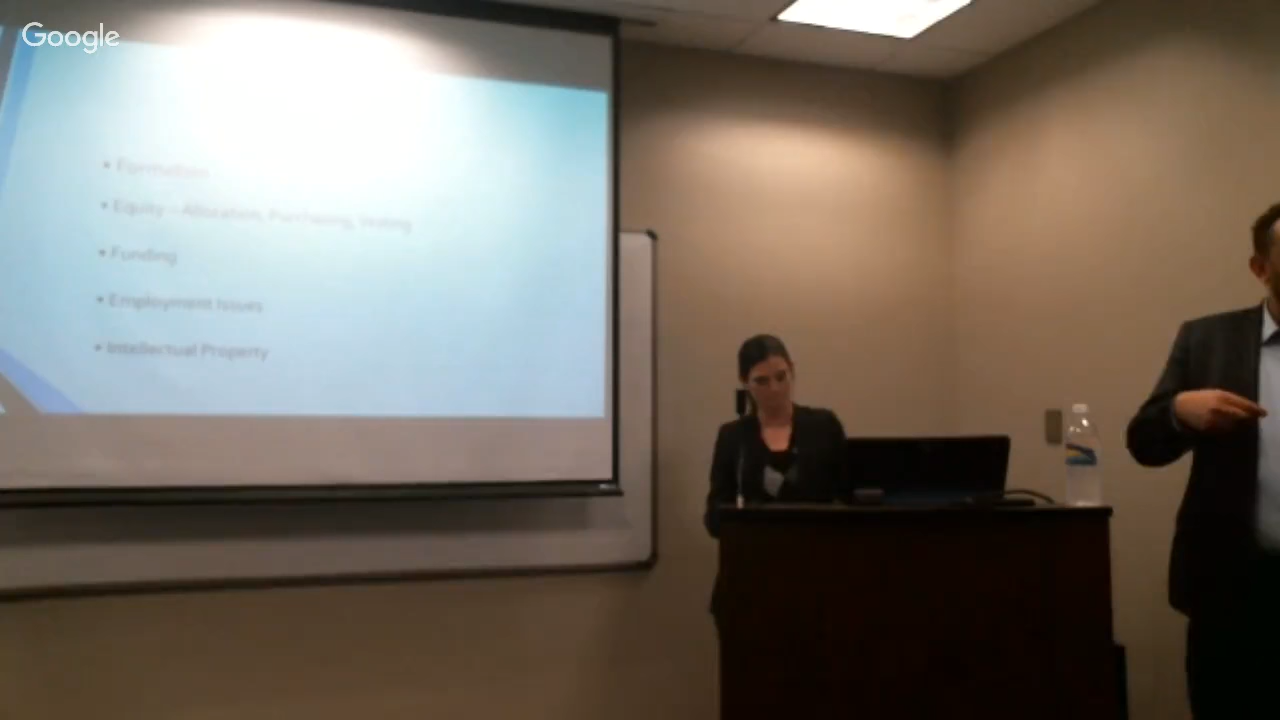 Google
• Formation
• Equity – Allocation, Purchasing, Vesting
• Funding
• Employment Issues
• Intellectual Property